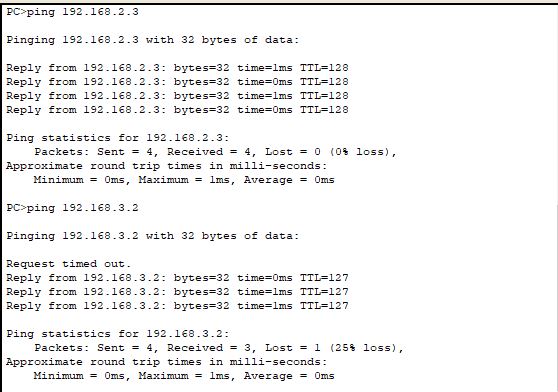 PC>ping 192.168.2.3
Pinging 192.168.2.3 with 32 bytes of data:
Reply from 192.168.2.3: bytes=32 time=1ms TTL=128
Reply from 192.168.2.3: bytes=32 time=0ms TTL=128
Reply from 192.168.2.3: bytes=32 time=1ms TTL=128
Reply from 192.168.2.3: bytes=32 time=0ms TTL=128
Ping statistics for 192.168.2.3:
Packets: Sent = 4, Received = 4, Lost = 0 (0% loss),
Approximate round trip times in milli-seconds:
Minimum = 0ms, Maximum = 1ms, Average = 0ms
PC>ping 192.168.3.2
Pinging 192.168.3.2 with 32 bytes of data:
Request timed out.
Reply from 192.168.3.2: bytes=32 time=0ms TTL=127
Reply from 192.168.3.2: bytes=32 time=1ms TTL=127
Reply from 192.168.3.2: bytes=32 time=1ms TTL=127
Ping statistics for 192.168.3.2:
Packets: Sent = 4, Received = 3, Lost = 1 (25% loss),
Approximate round trip times in milli-seconds:
Minimum = 0ms, Maximum = 1ms, Average = 0ms